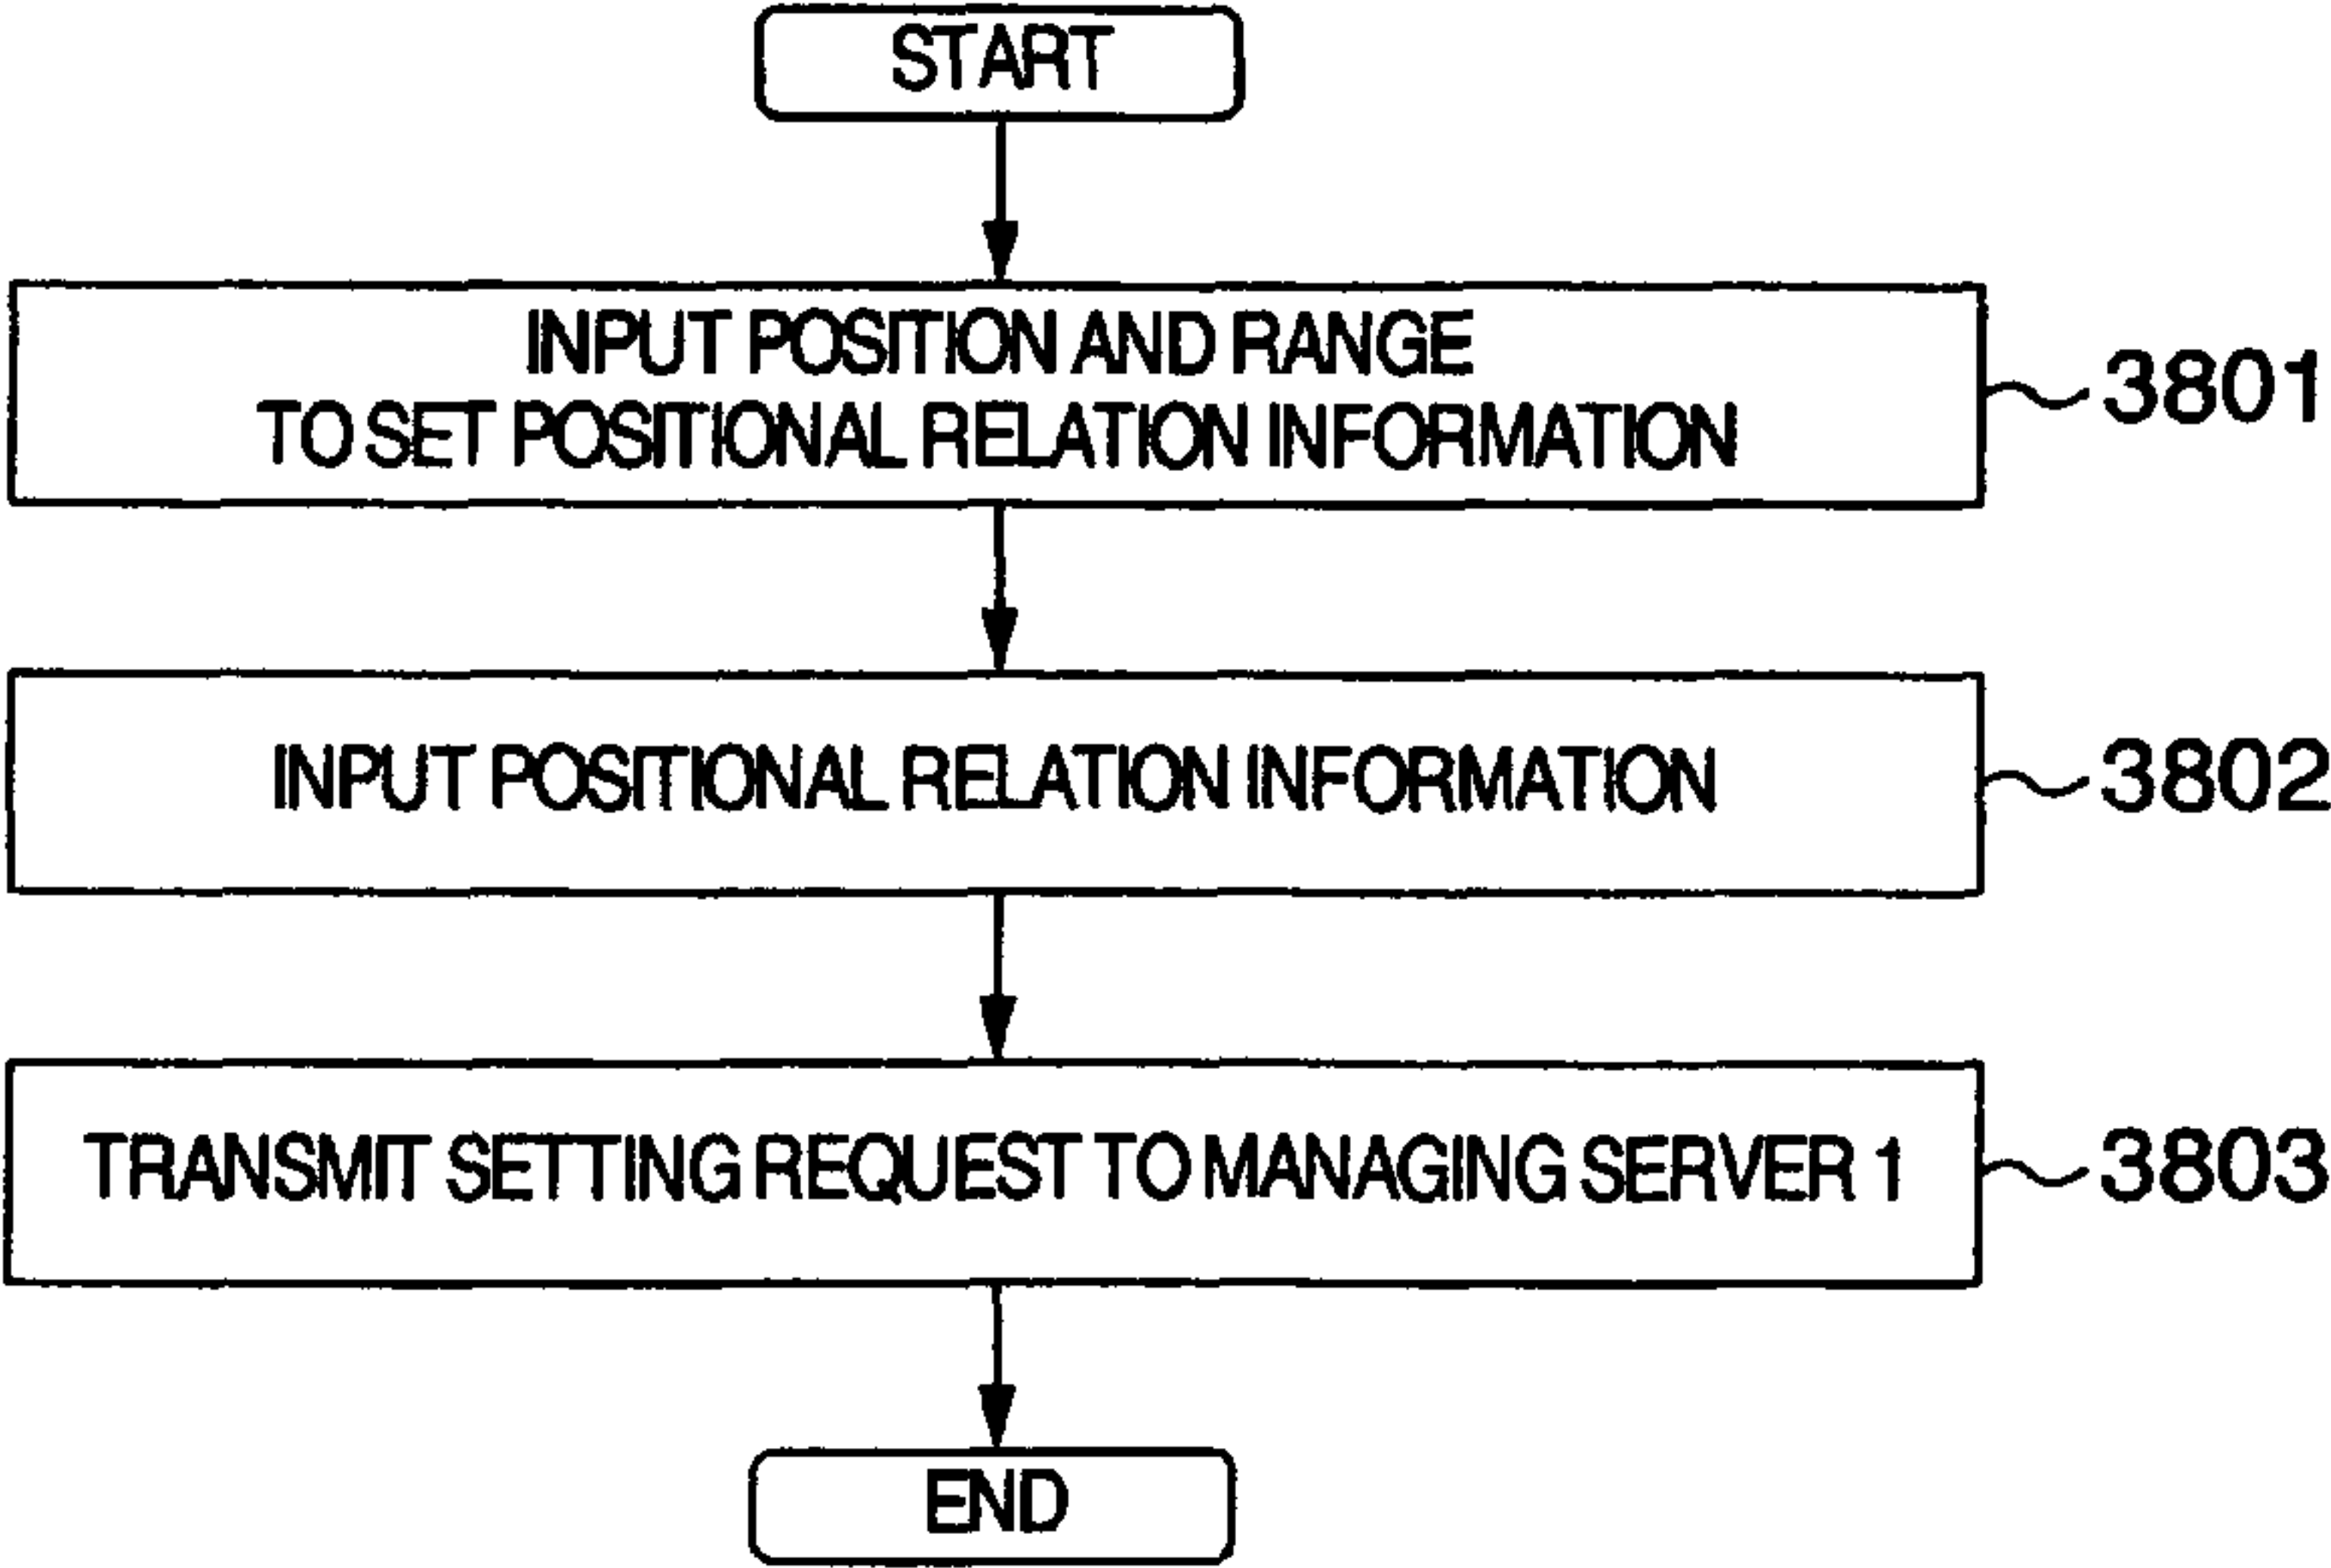 START
INPUT POSITION AND RANGE
TO SET POSITIONAL RELATION INFORMATION
3801
INPUT POSITIONAL RELATION INFORMATION
3802
TRANSMIT SETTING REQUEST TO MANAGING SERVER 1
3803
END